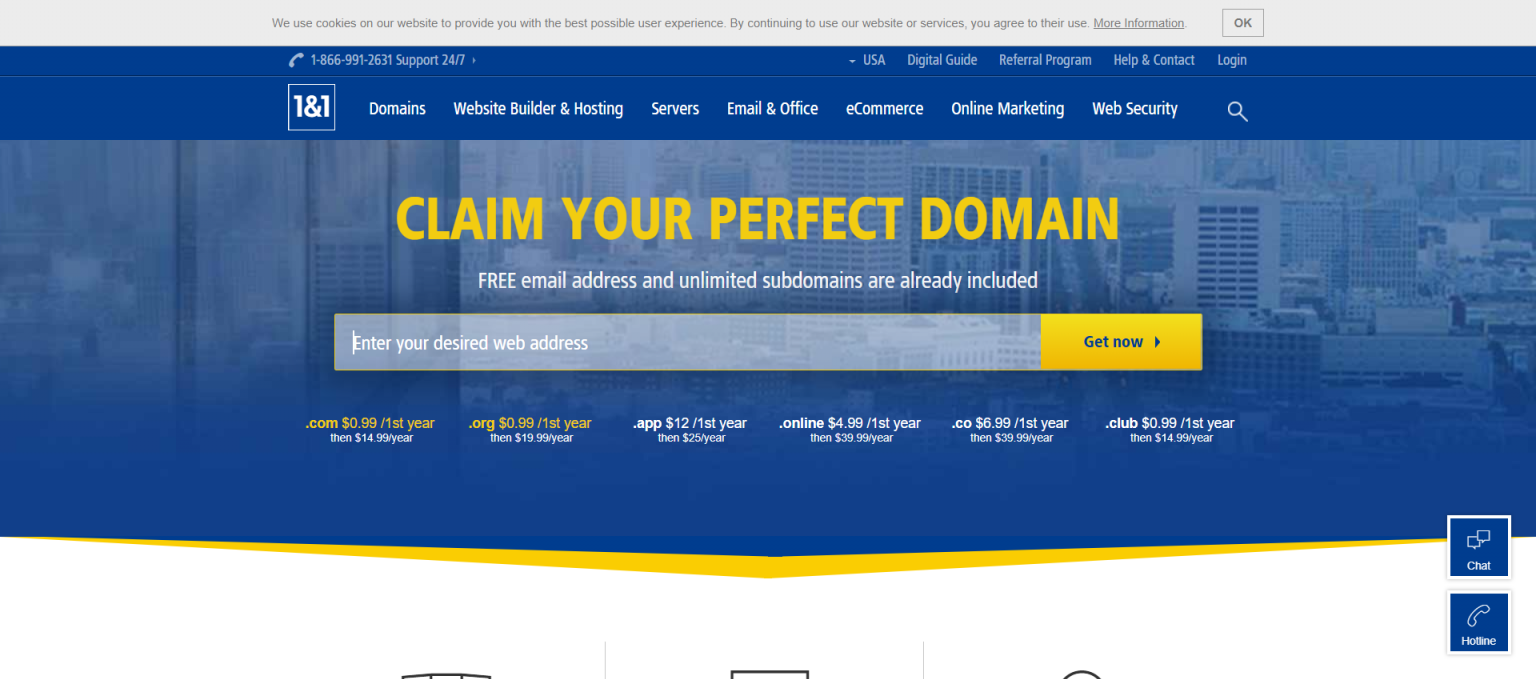 We use cookies on our website to provide you with the best possible user experience. By continuing to use our website or services, you agree to their use. More Information.
OK
1-866-991-2631 Support 24/7
USA
Digital Guide
Referral Program
Help & Contact
Login
1&1
Domains
Website Builder & Hosting
Servers
Email & Office
eCommerce
Online Marketing
Web Security
CLAIM YOUR PERFECT DOMAIN
FREE email address and unlimited subdomains are already included
Enter your desired web address
Get now
.com $0.99 /1st year
then $14.99/year
.org $0.99 /1st year
then $19.99/year
.app $12 /1st year
then $25/year
.online $4.99 /1st year
then $39.99/year
.co $6.99 /1st year
then $39.99/year
.club $0.99 /1st year
then $14.99/year
Chat
Hotline